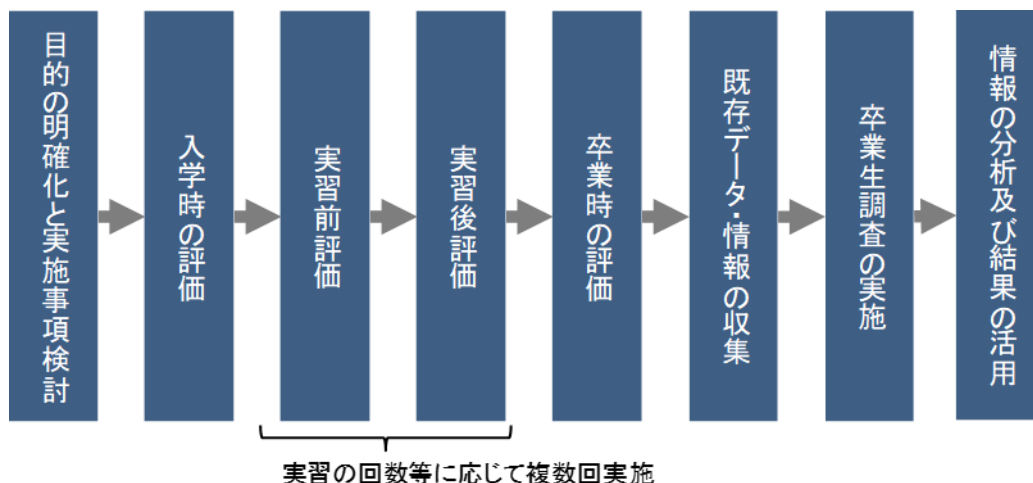 目的の明確化と実施事項検討
入学時の評価
実習前評価
実習後評価
卒業時の評価
既存データ・情報の収集
卒業生調査の実施
情報の分析及び結果の活用
実習の回数等に応じて複数回実施